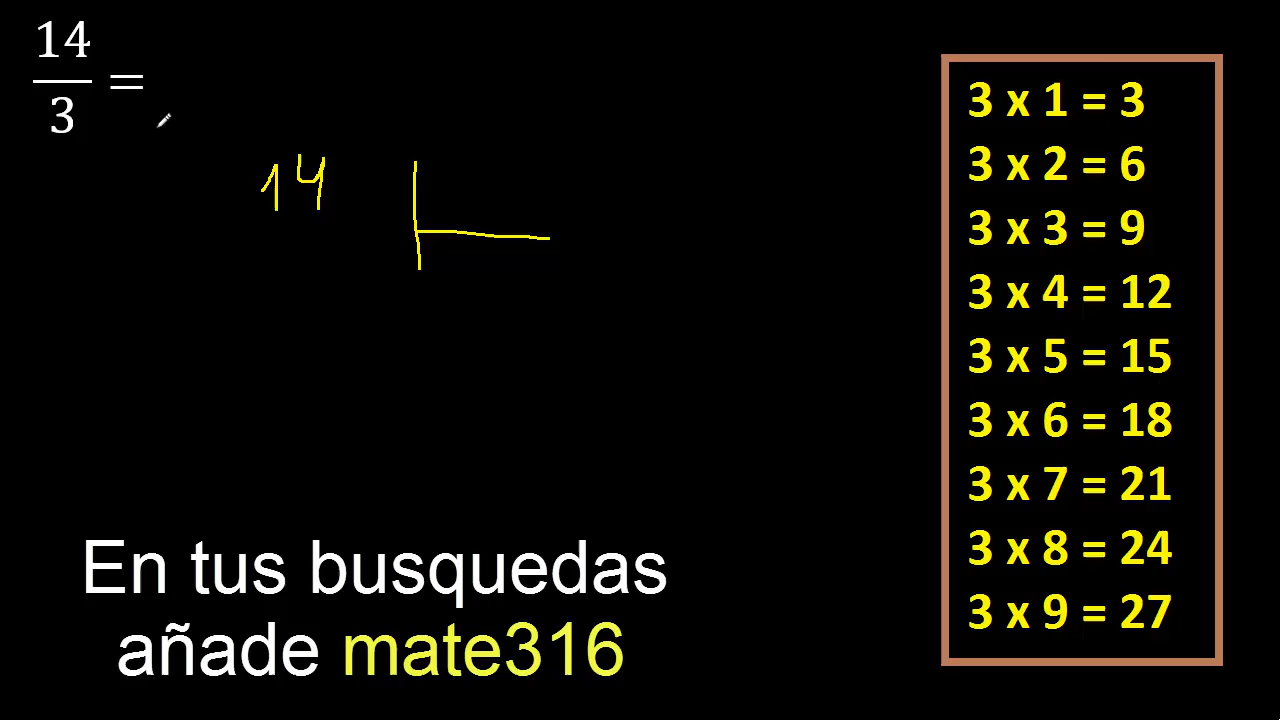 14
3 =
14
3 x 1 = 3
3 x 2 = 6
3 x 3 = 9
3 x 4 = 12
3 x 5 = 15
3 x 6 = 18
3 x 7 = 21
3 x 8 = 24
3 x 9 = 27
En tus busquedas
añade mate316